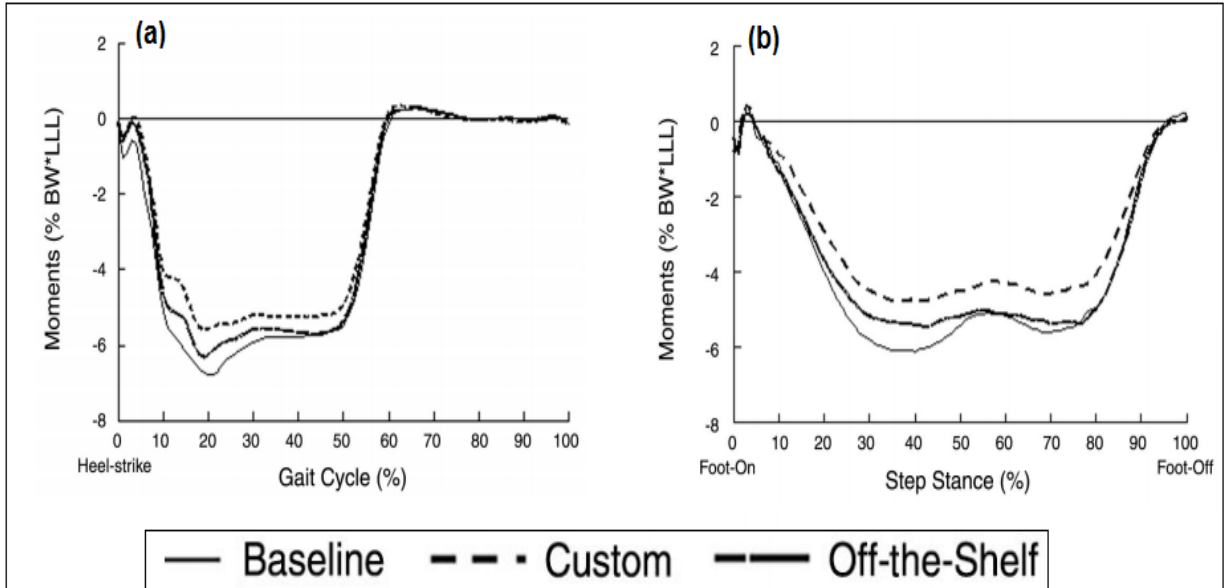 (a)
2
0
-2
-4
-6
-8
Moments (% BW*LLL)
0 10 20 30 40 50 60 70 80 90 100
Heel-strike
Gait Cycle (%)
(b)
2
0
-2
-4
-6
-8
Moments (% BW*LLL)
0 10 20 30 40 50 60 70 80 90 100
Foot-On Foot-Off
Step Stance (%)
Baseline Custom Off-the-Shelf